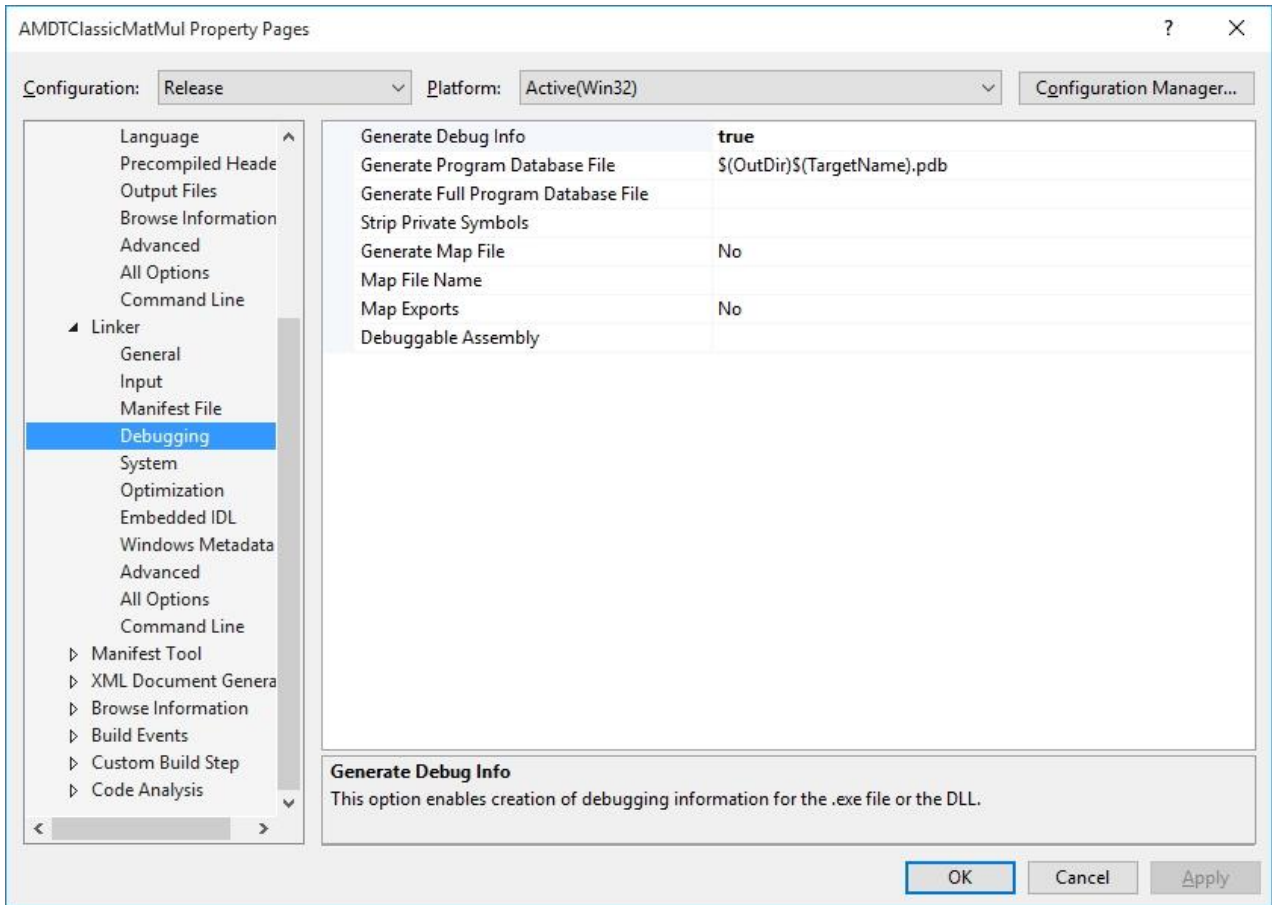 AMDTClassicMatMul Property Pages
? X
Configuration: Release Platform: Active(Win32) Configuration Manager...
Language
Precompiled Heade
Output Files
Browse Information
Advanced
All Options
Command Line
Linker
General
Input
Manifest File
Debugging
System
Optimization
Embedded IDL
Windows Metadata
Advanced
All Options
Command Line
Manifest Tool
XML Document Genera
Browse Information
Build Events
Custom Build Step
Code Analysis
Generate Debug Info true
Generate Program Database File $(OutDir)$(TargetName).pdb
Generate Full Program Database File
Strip Private Symbols
Generate Map File No
Map File Name
Map Exports No
Debuggable Assembly
Generate Debug Info
This option enables creation of debugging information for the .exe file or the DLL.
OK Cancel Apply